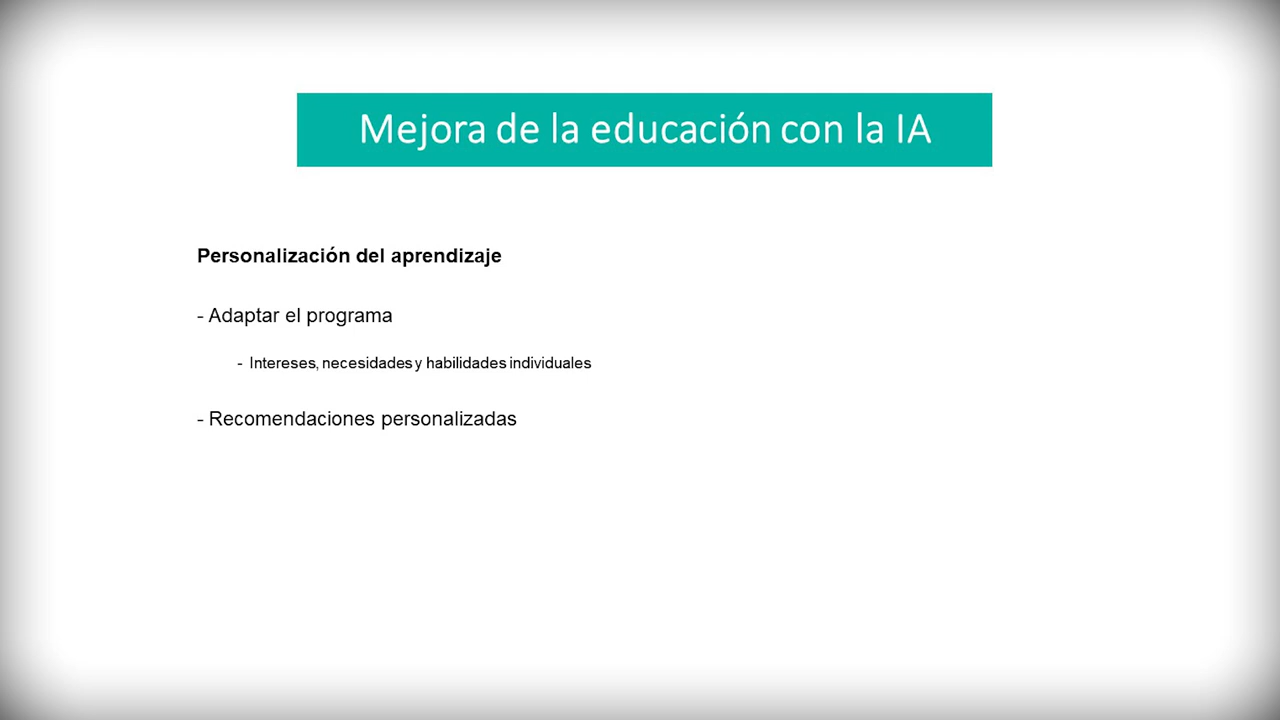 Mejora de la educación con la IA
Personalización del aprendizaje
- Adaptar el programa
- Intereses, necesidades y habilidades individuales
- Recomendaciones personalizadas